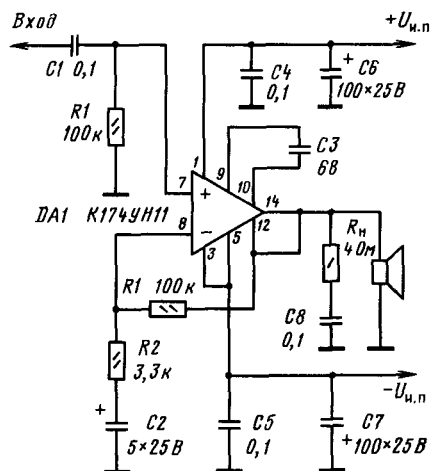 Вход
+Uи.п
C1 0,1
C4
0,1
+
C6
100×25В
R1
100к
1
9
C3
68
7
+
10
14
DA1 К174УН11
8
−
12
3
5
Rн
4Ом
R1 100к
C8
0,1
R2
3,3к
−Uи.п
+
C2
5×25В
C5
0,1
C7
+
100×25В